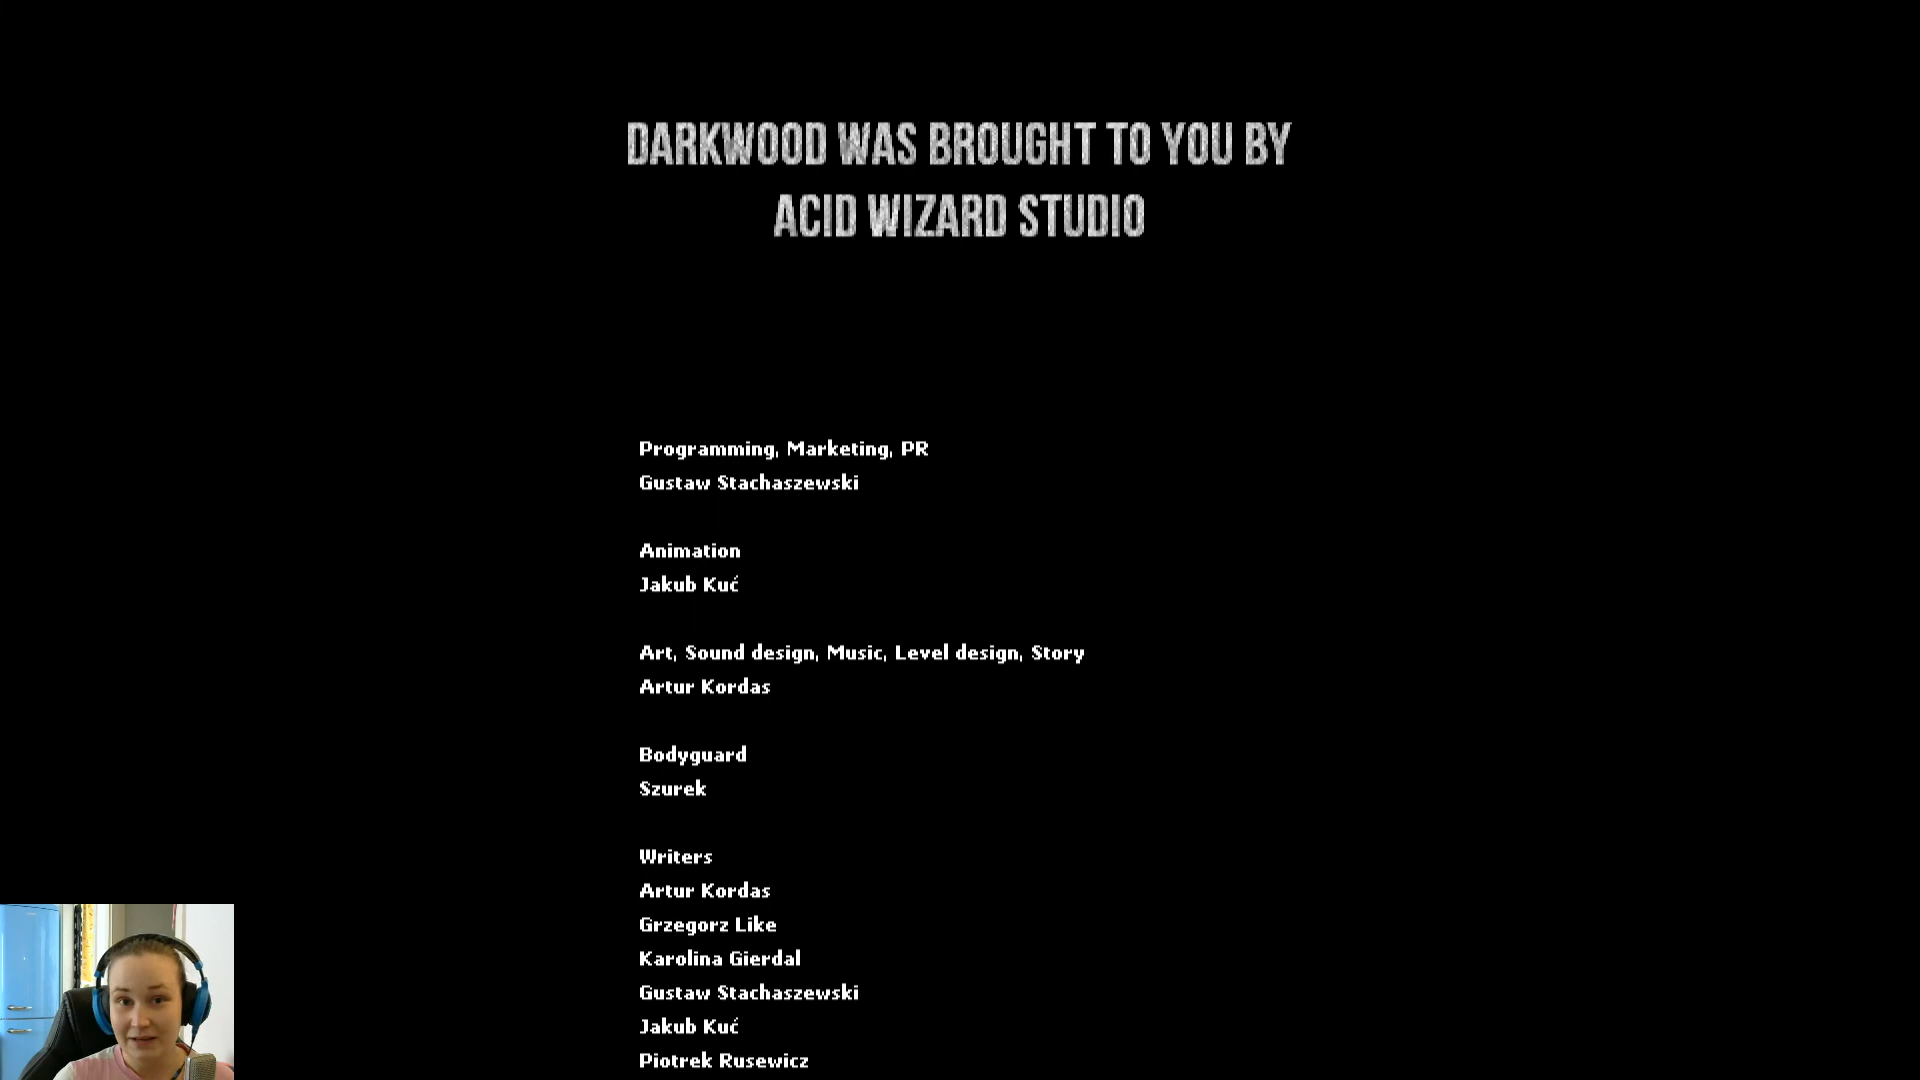 DARKWOOD WAS BROUGHT TO YOU BY
ACID WIZARD STUDIO
Programming, Marketing, PR
Gustaw Stachaszewski
Animation
Jakub Kuć
Art, Sound design, Music, Level design, Story
Artur Kordas
Bodyguard
Szurek
Writers
Artur Kordas
Grzegorz Like
Karolina Gierdal
Gustaw Stachaszewski
Jakub Kuć
Piotrek Rusewicz